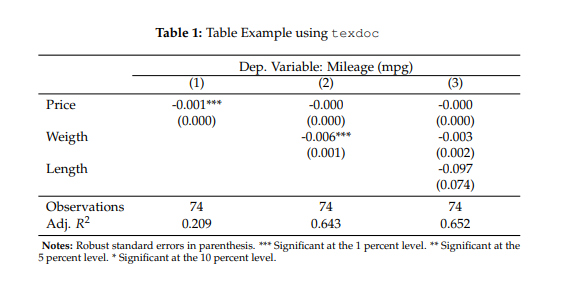 Table 1: Table Example using texdoc
Dep. Variable: Mileage (mpg)
(1) (2) (3)
Price -0.001*** -0.000 -0.000
(0.000) (0.000) (0.000)
Weigth -0.006*** -0.003
(0.001) (0.002)
Length -0.097
(0.074)
Observations 74 74 74
Adj. R² 0.209 0.643 0.652
Notes: Robust standard errors in parenthesis. *** Significant at the 1 percent level. ** Significant at the
5 percent level. * Significant at the 10 percent level.